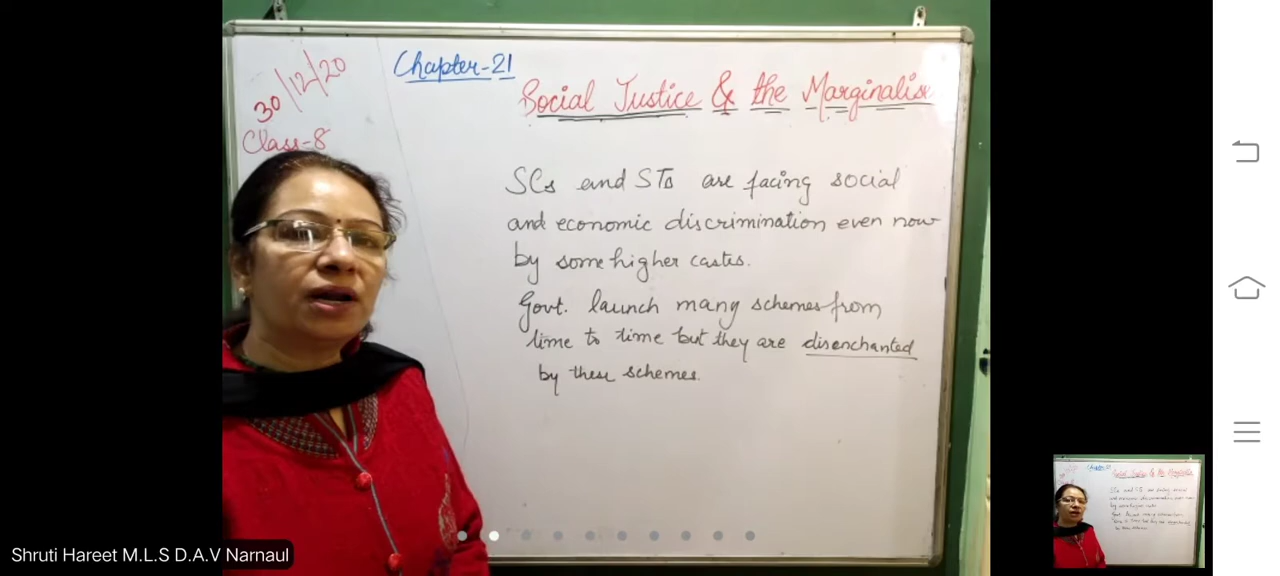 30/12/20
Class-8
Chapter-21
Social Justice & the Marginalise
SCs and STs are facing social
and economic discrimination even now
by some higher castes.
Govt. launch many schemes from
time to time but they are disenchanted
by these schemes.
Shruti Hareet M.L.S D.A.V Narnaul